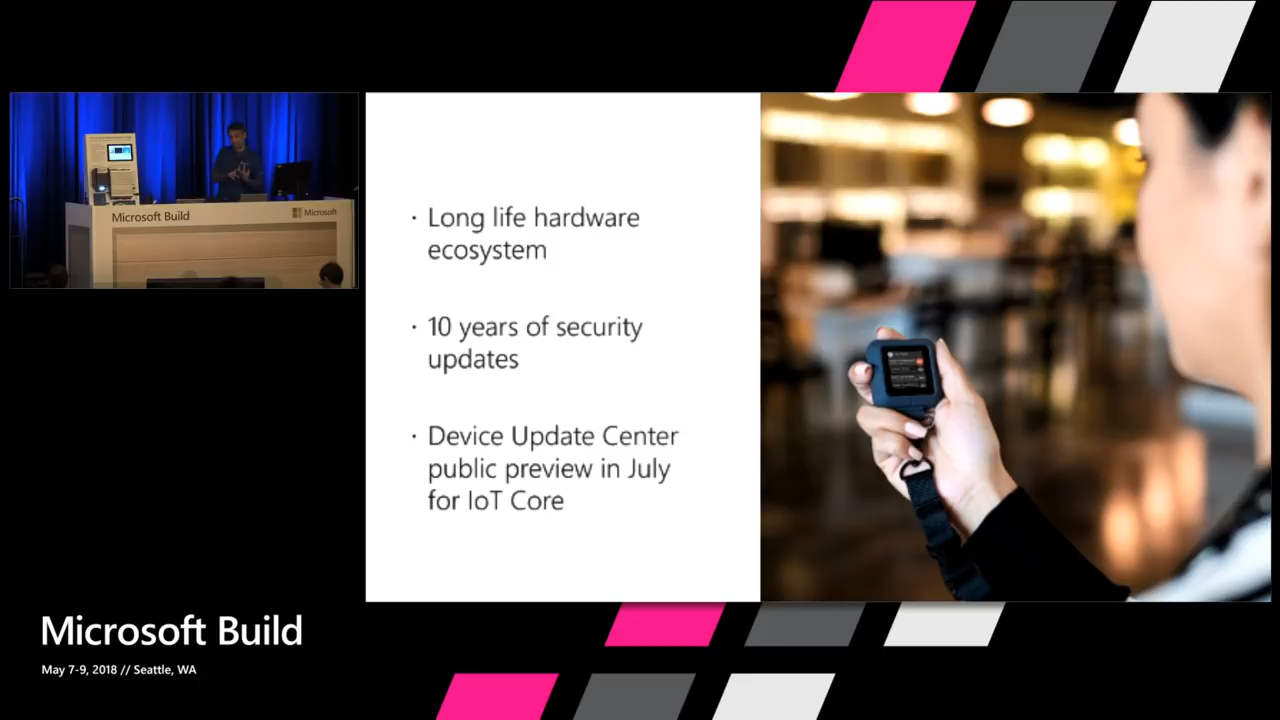 Microsoft Build
Microsoft
· Long life hardware
ecosystem
· 10 years of security
updates
· Device Update Center
public preview in July
for IoT Core
Microsoft Build
May 7-9, 2018 // Seattle, WA